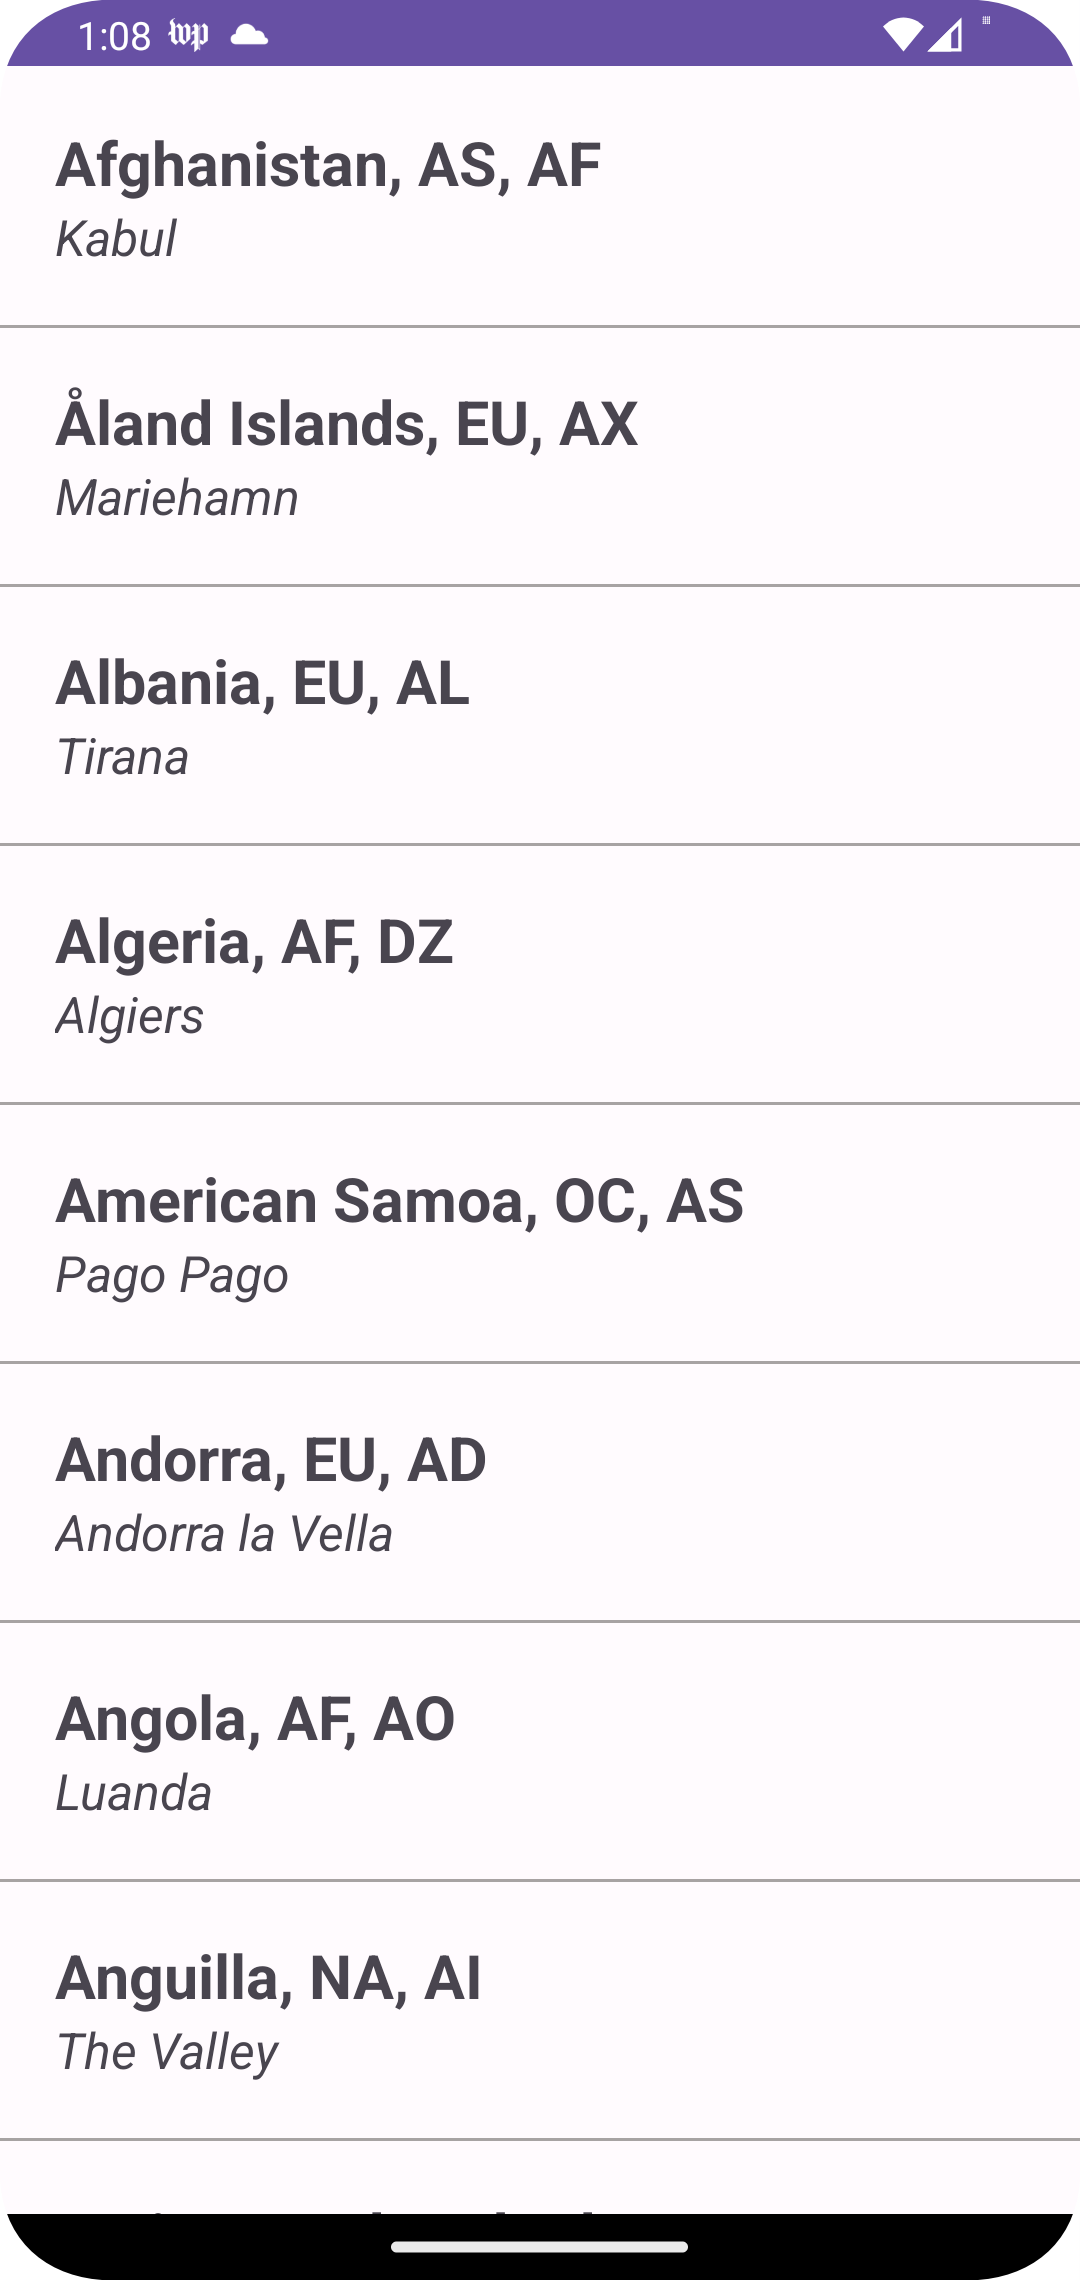 1:08 wp
Afghanistan, AS, AF
Kabul
Åland Islands, EU, AX
Mariehamn
Albania, EU, AL
Tirana
Algeria, AF, DZ
Algiers
American Samoa, OC, AS
Pago Pago
Andorra, EU, AD
Andorra la Vella
Angola, AF, AO
Luanda
Anguilla, NA, AI
The Valley